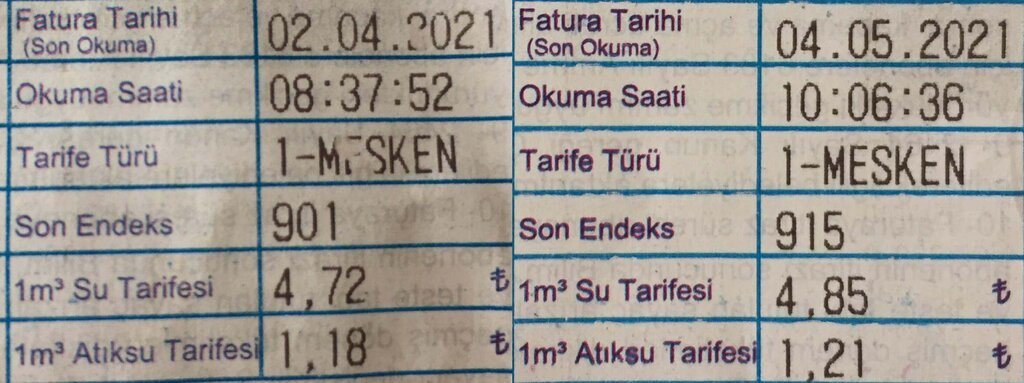 Fatura Tarihi
(Son Okuma)
02.04.2021
Okuma Saati
08:37:52
Tarife Türü
1-MESKEN
Son Endeks
901
1m³ Su Tarifesi
4,72 ₺
1m³ Atıksu Tarifesi
1,18 ₺
Fatura Tarihi
(Son Okuma)
04.05.2021
Okuma Saati
10:06:36
Tarife Türü
1-MESKEN
Son Endeks
915
1m³ Su Tarifesi
4,85 ₺
1m³ Atıksu Tarifesi
1,21 ₺